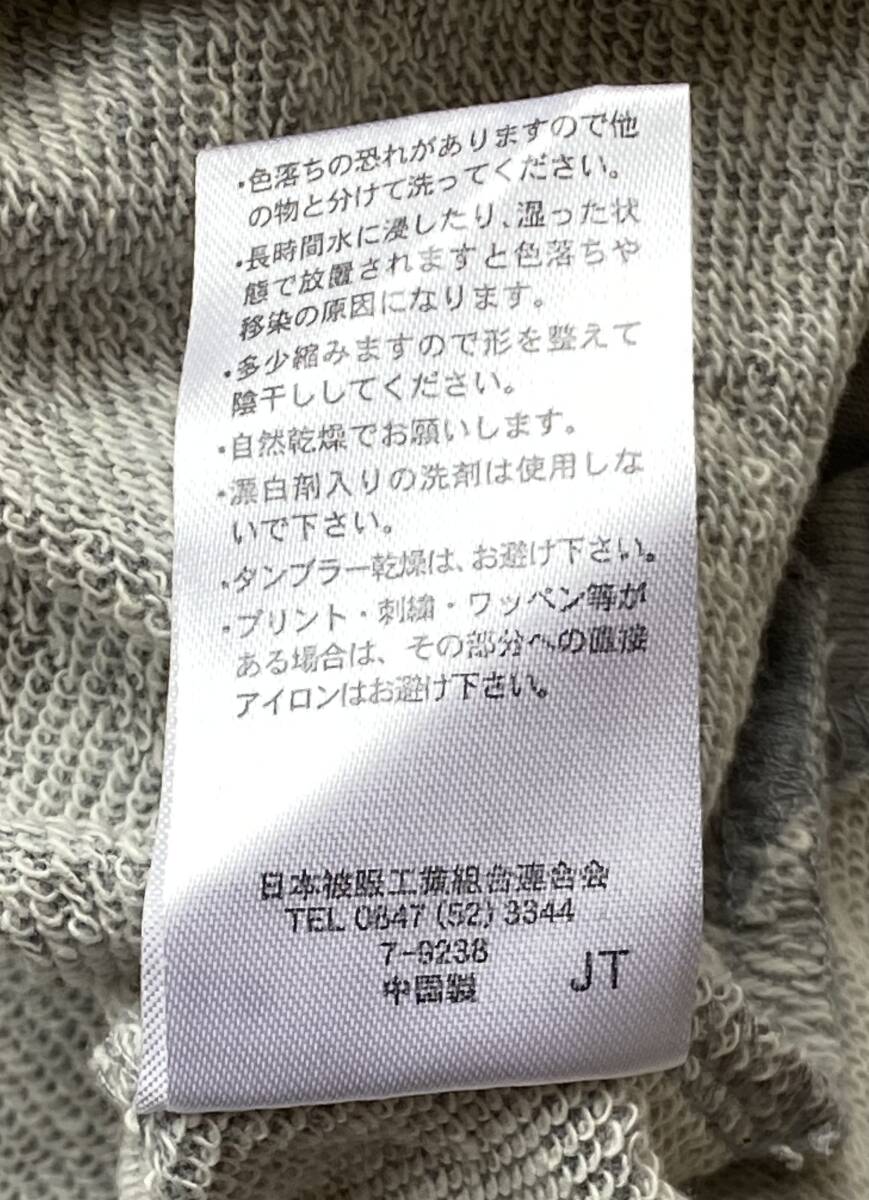 ・色落ちの恐れがありますので他
の物と分けて洗ってください。
・長時間水に浸したり、湿った状
態で放置されますと色落ちや
移染の原因になります。
・多少縮みますので形を整えて
陰干ししてください。
・自然乾燥でお願いします。
・漂白剤入りの洗剤は使用しな
いで下さい。
・タンブラー乾燥は、お避け下さい。
・プリント・刺繍・ワッペン等が
ある場合は、その部分への直接
アイロンはお避け下さい。
日本被服工業組合連合会
TEL 0847 (52) 3344
7-9238
中国製 JT